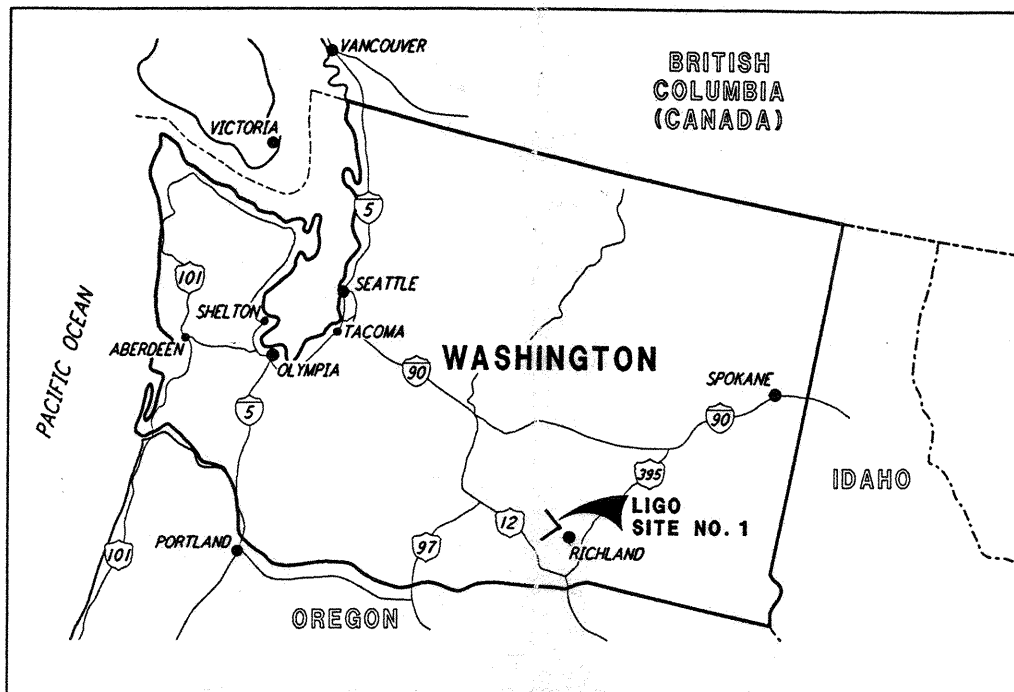 VANCOUVER
BRITISH
COLUMBIA
(CANADA)
VICTORIA
5
101
SEATTLE
SHELTON
TACOMA
ABERDEEN
OLYMPIA
WASHINGTON
PACIFIC OCEAN
90
SPOKANE
5
90
395
IDAHO
LIGO
SITE NO. 1
12
RICHLAND
PORTLAND
97
101
OREGON